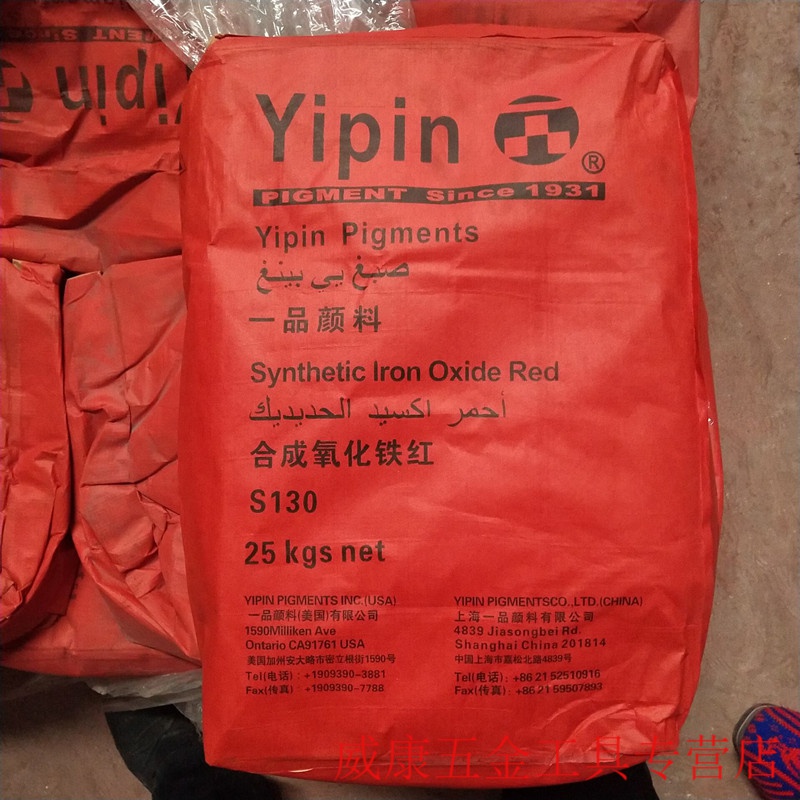 Yipin ®
PIGMENT Since 1931
Yipin Pigments
صبغ يي بينغ
一品颜料
Synthetic Iron Oxide Red
أحمر اكسيد الحديديك
合成氧化铁红
S130
25 kgs net
YIPIN PIGMENTS INC.(USA)
一品颜料(美国)有限公司
1590Milliken Ave
Ontario CA91761 USA
美国加州安大略市密立根街1590号
Tel(电话)：+1909390-3881
Fax(传真)：+1909390-7788
YIPIN PIGMENTSCO.,LTD.(CHINA)
上海一品颜料有限公司
4839 Jiasongbei Rd.
Shanghai China 201814
中国上海市嘉松北路4839号
Tel(电话)：+86 21 52510916
Fax(传真)：+86 21 59507893
Yipin
PIGMENT Since
威康五金工具专营店